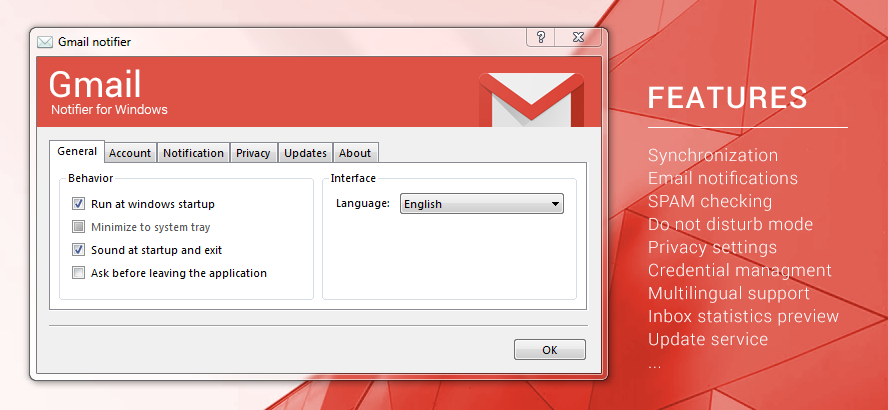 Gmail notifier
Gmail
Notifier for Windows
General Account Notification Privacy Updates About
Behavior
Run at windows startup
Minimize to system tray
Sound at startup and exit
Ask before leaving the application
Interface
Language: English
OK
FEATURES
Synchronization
Email notifications
SPAM checking
Do not disturb mode
Privacy settings
Credential managment
Multilingual support
Inbox statistics preview
Update service
...